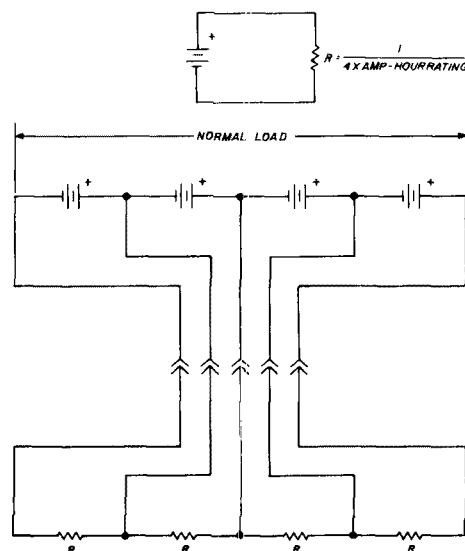 +
R = 1
4 X AMP-HOUR RATING
NORMAL LOAD
+ + + +
R R R R